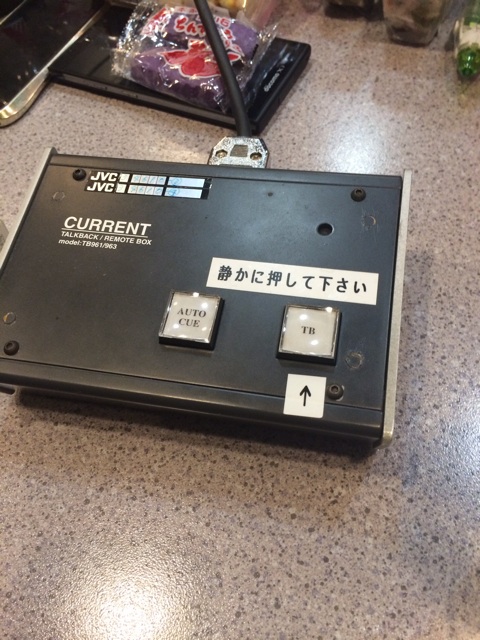 JVC
JVC
CURRENT
TALKBACK / REMOTE BOX
model:TB961/963
静かに押して下さい
AUTO
CUE
TB
↑